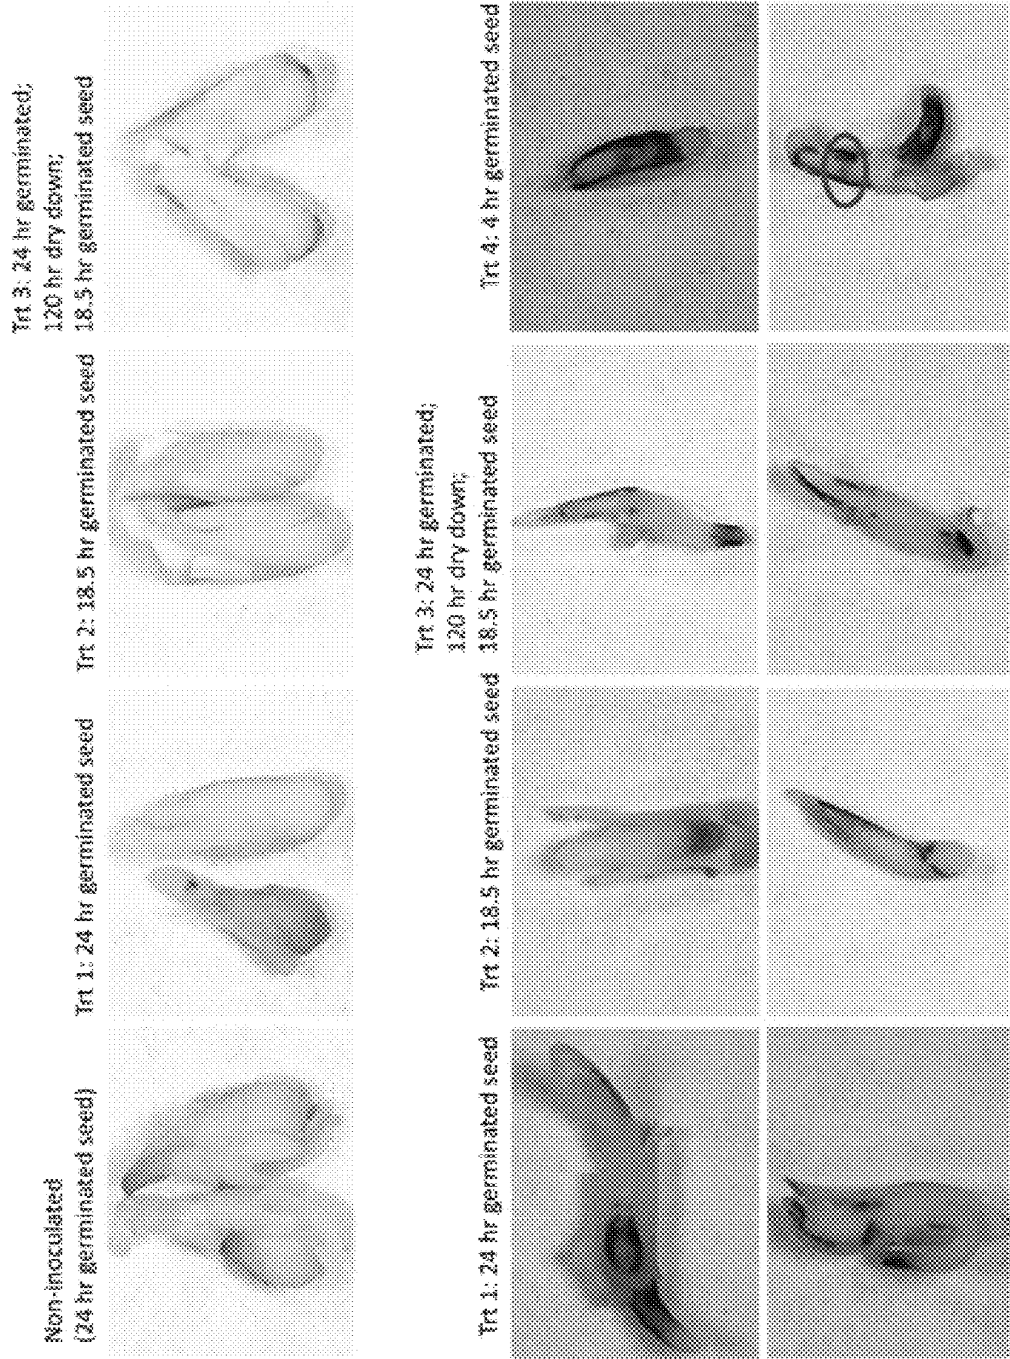 Non-inoculated
(24 hr germinated seed)
Trt 1: 24 hr germinated seed
Trt 2: 18.5 hr germinated seed
Trt 3: 24 hr germinated;
120 hr dry down;
18.5 hr germinated seed
Trt 1: 24 hr germinated seed
Trt 2: 18.5 hr germinated seed
Trt 3: 24 hr germinated;
120 hr dry down;
18.5 hr germinated seed
Trt 4: 4 hr germinated seed